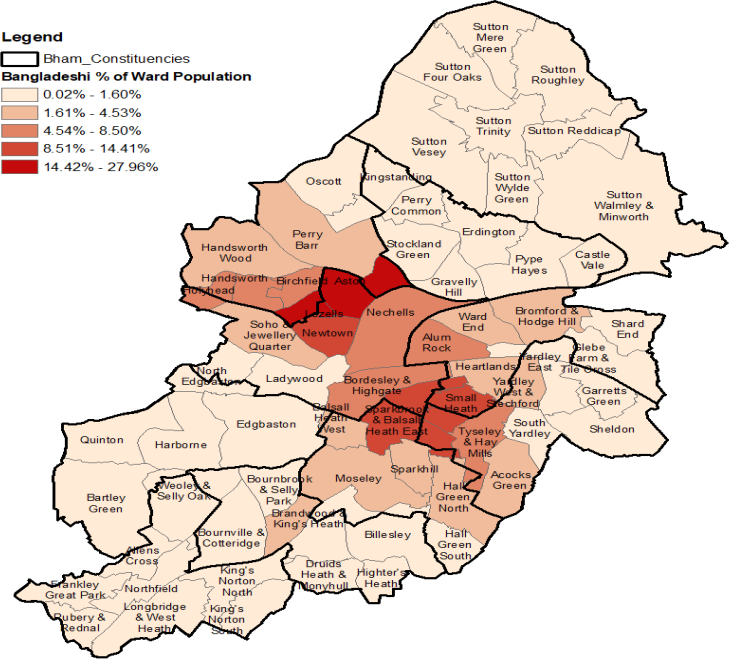 Legend
Bham_Constituencies
Bangladeshi % of Ward Population
0.02% - 1.60%
1.61% - 4.53%
4.54% - 8.50%
8.51% - 14.41%
14.42% - 27.96%
Sutton
Mere
Green
Sutton
Four Oaks
Sutton
Roughley
Sutton
Trinity
Sutton Reddicap
Sutton
Vesey
Sutton
Wylde
Green
Sutton
Walmley &
Minworth
Oscott
Kingstanding
Perry
Common
Erdington
Perry
Barr
Stockland
Green
Pype
Hayes
Castle
Vale
Gravelly
Hill
Handsworth
Wood
Handsworth
Holyhead
Birchfield
Aston
Lozells
Newtown
Nechells
Soho &
Jewellery
Quarter
Ward
End
Bromford &
Hodge Hill
Shard
End
Alum
Rock
Heartlands
Yardley
East
Glebe
Farm &
Tile Cross
Yardley
West &
Stechford
Garretts
Green
Sheldon
South
Yardley
North
Edgbaston
Ladywood
Bordesley &
Highgate
Small
Heath
Balsall
Heath
West
Sparkbrook
& Balsall
Heath East
Tyseley
& Hay
Mills
Acocks
Green
Edgbaston
Quinton
Harborne
Bartley
Green
Weoley &
Selly Oak
Bournbrook
& Selly
Park
Moseley
Sparkhill
Hall
Green
North
Brandwood &
King's Heath
Bournville &
Cotteridge
Billesley
Hall
Green
South
Allens
Cross
Druids
Heath &
Monyhull
Highter's
Heath
Frankley
Great Park
Northfield
King's
Norton
North
Rubery &
Rednal
Longbridge
& West
Heath
King's
Norton
South